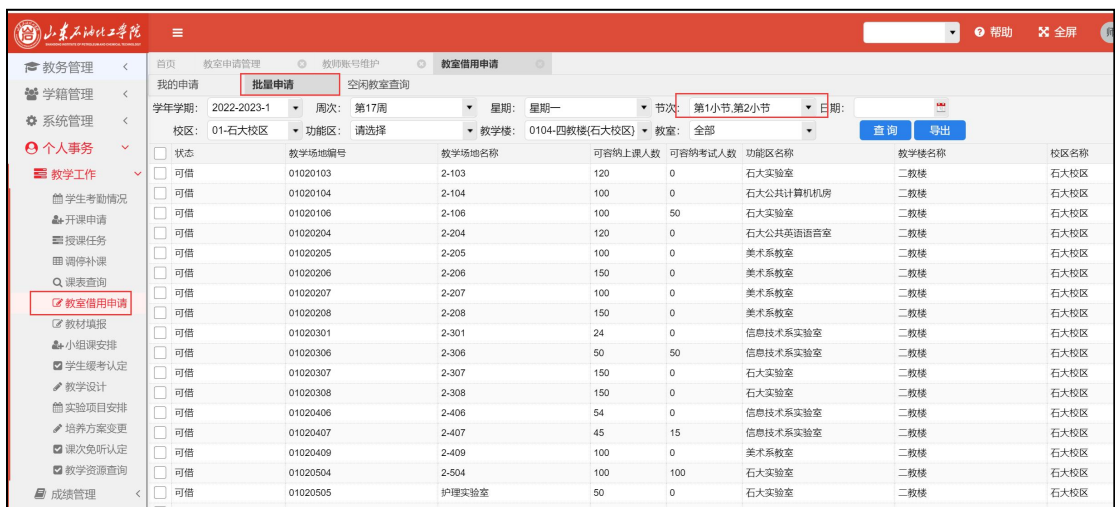 山东石油化工学院 ☰ 帮助 全屏
教务管理
学籍管理
系统管理
个人事务
教学工作
学生考勤情况
开课申请
授课任务
调停补课
课表查询
教室借用申请
教材填报
小组课安排
学生缓考认定
教学设计
实验项目安排
培养方案变更
课次免听认定
教学资源查询
成绩管理
首页 教室申请管理 教师账号维护 教室借用申请
我的申请 批量申请 空闲教室查询
学年学期: 2022-2023-1 周次: 第17周 星期: 星期一 节次: 第1小节,第2小节 日期:
校区: 01-石大校区 功能区: 请选择 教学楼: 0104-四教楼{石大校区} 教室: 全部 查询 导出
状态 教学场地编号 教学场地名称 可容纳上课人数 可容纳考试人数 功能区名称 教学楼名称 校区名称
可借 01020103 2-103 120 0 石大实验室 二教楼 石大校区
可借 01020104 2-104 100 0 石大公共计算机机房 二教楼 石大校区
可借 01020106 2-106 100 50 石大实验室 二教楼 石大校区
可借 01020204 2-204 120 0 石大公共英语语音室 二教楼 石大校区
可借 01020205 2-205 100 0 美术系教室 二教楼 石大校区
可借 01020206 2-206 150 0 美术系教室 二教楼 石大校区
可借 01020207 2-207 100 0 美术系教室 二教楼 石大校区
可借 01020208 2-208 150 0 美术系教室 二教楼 石大校区
可借 01020301 2-301 24 0 信息技术系实验室 二教楼 石大校区
可借 01020306 2-306 50 50 信息技术系实验室 二教楼 石大校区
可借 01020307 2-307 150 0 石大实验室 二教楼 石大校区
可借 01020308 2-308 150 0 石大实验室 二教楼 石大校区
可借 01020406 2-406 54 0 信息技术系实验室 二教楼 石大校区
可借 01020407 2-407 45 15 信息技术系实验室 二教楼 石大校区
可借 01020409 2-409 100 0 美术系教室 二教楼 石大校区
可借 01020504 2-504 100 100 石大实验室 二教楼 石大校区
可借 01020505 护理实验室 50 0 石大实验室 二教楼 石大校区